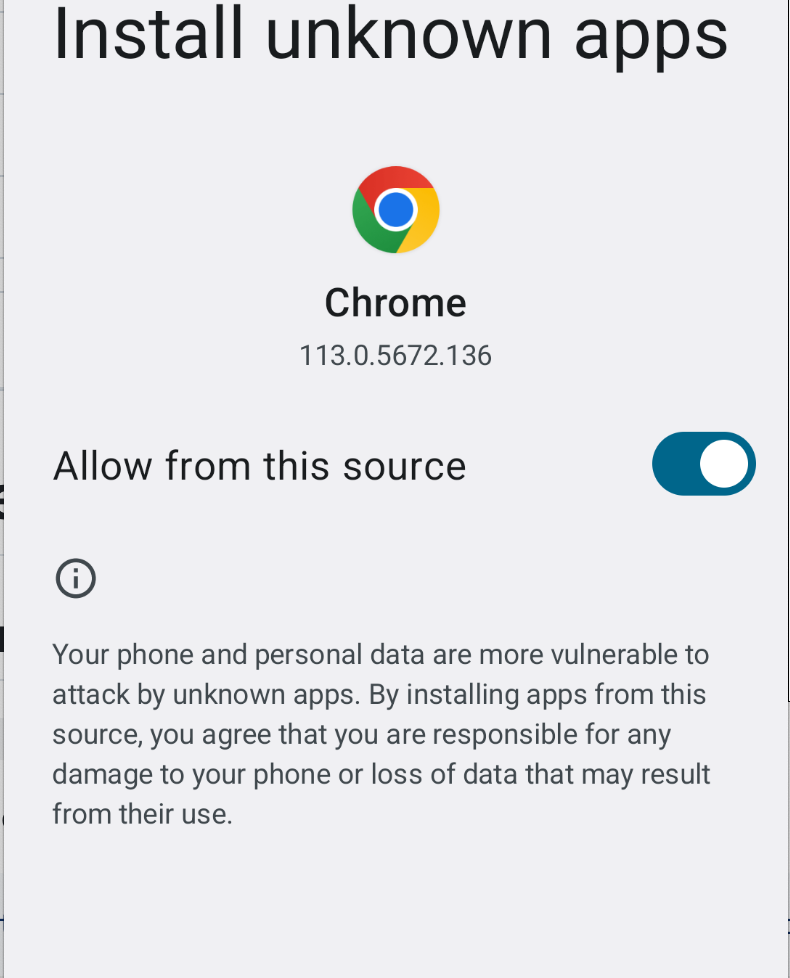 Install unknown apps
Chrome
113.0.5672.136
Allow from this source
Your phone and personal data are more vulnerable to
attack by unknown apps. By installing apps from this
source, you agree that you are responsible for any
damage to your phone or loss of data that may result
from their use.